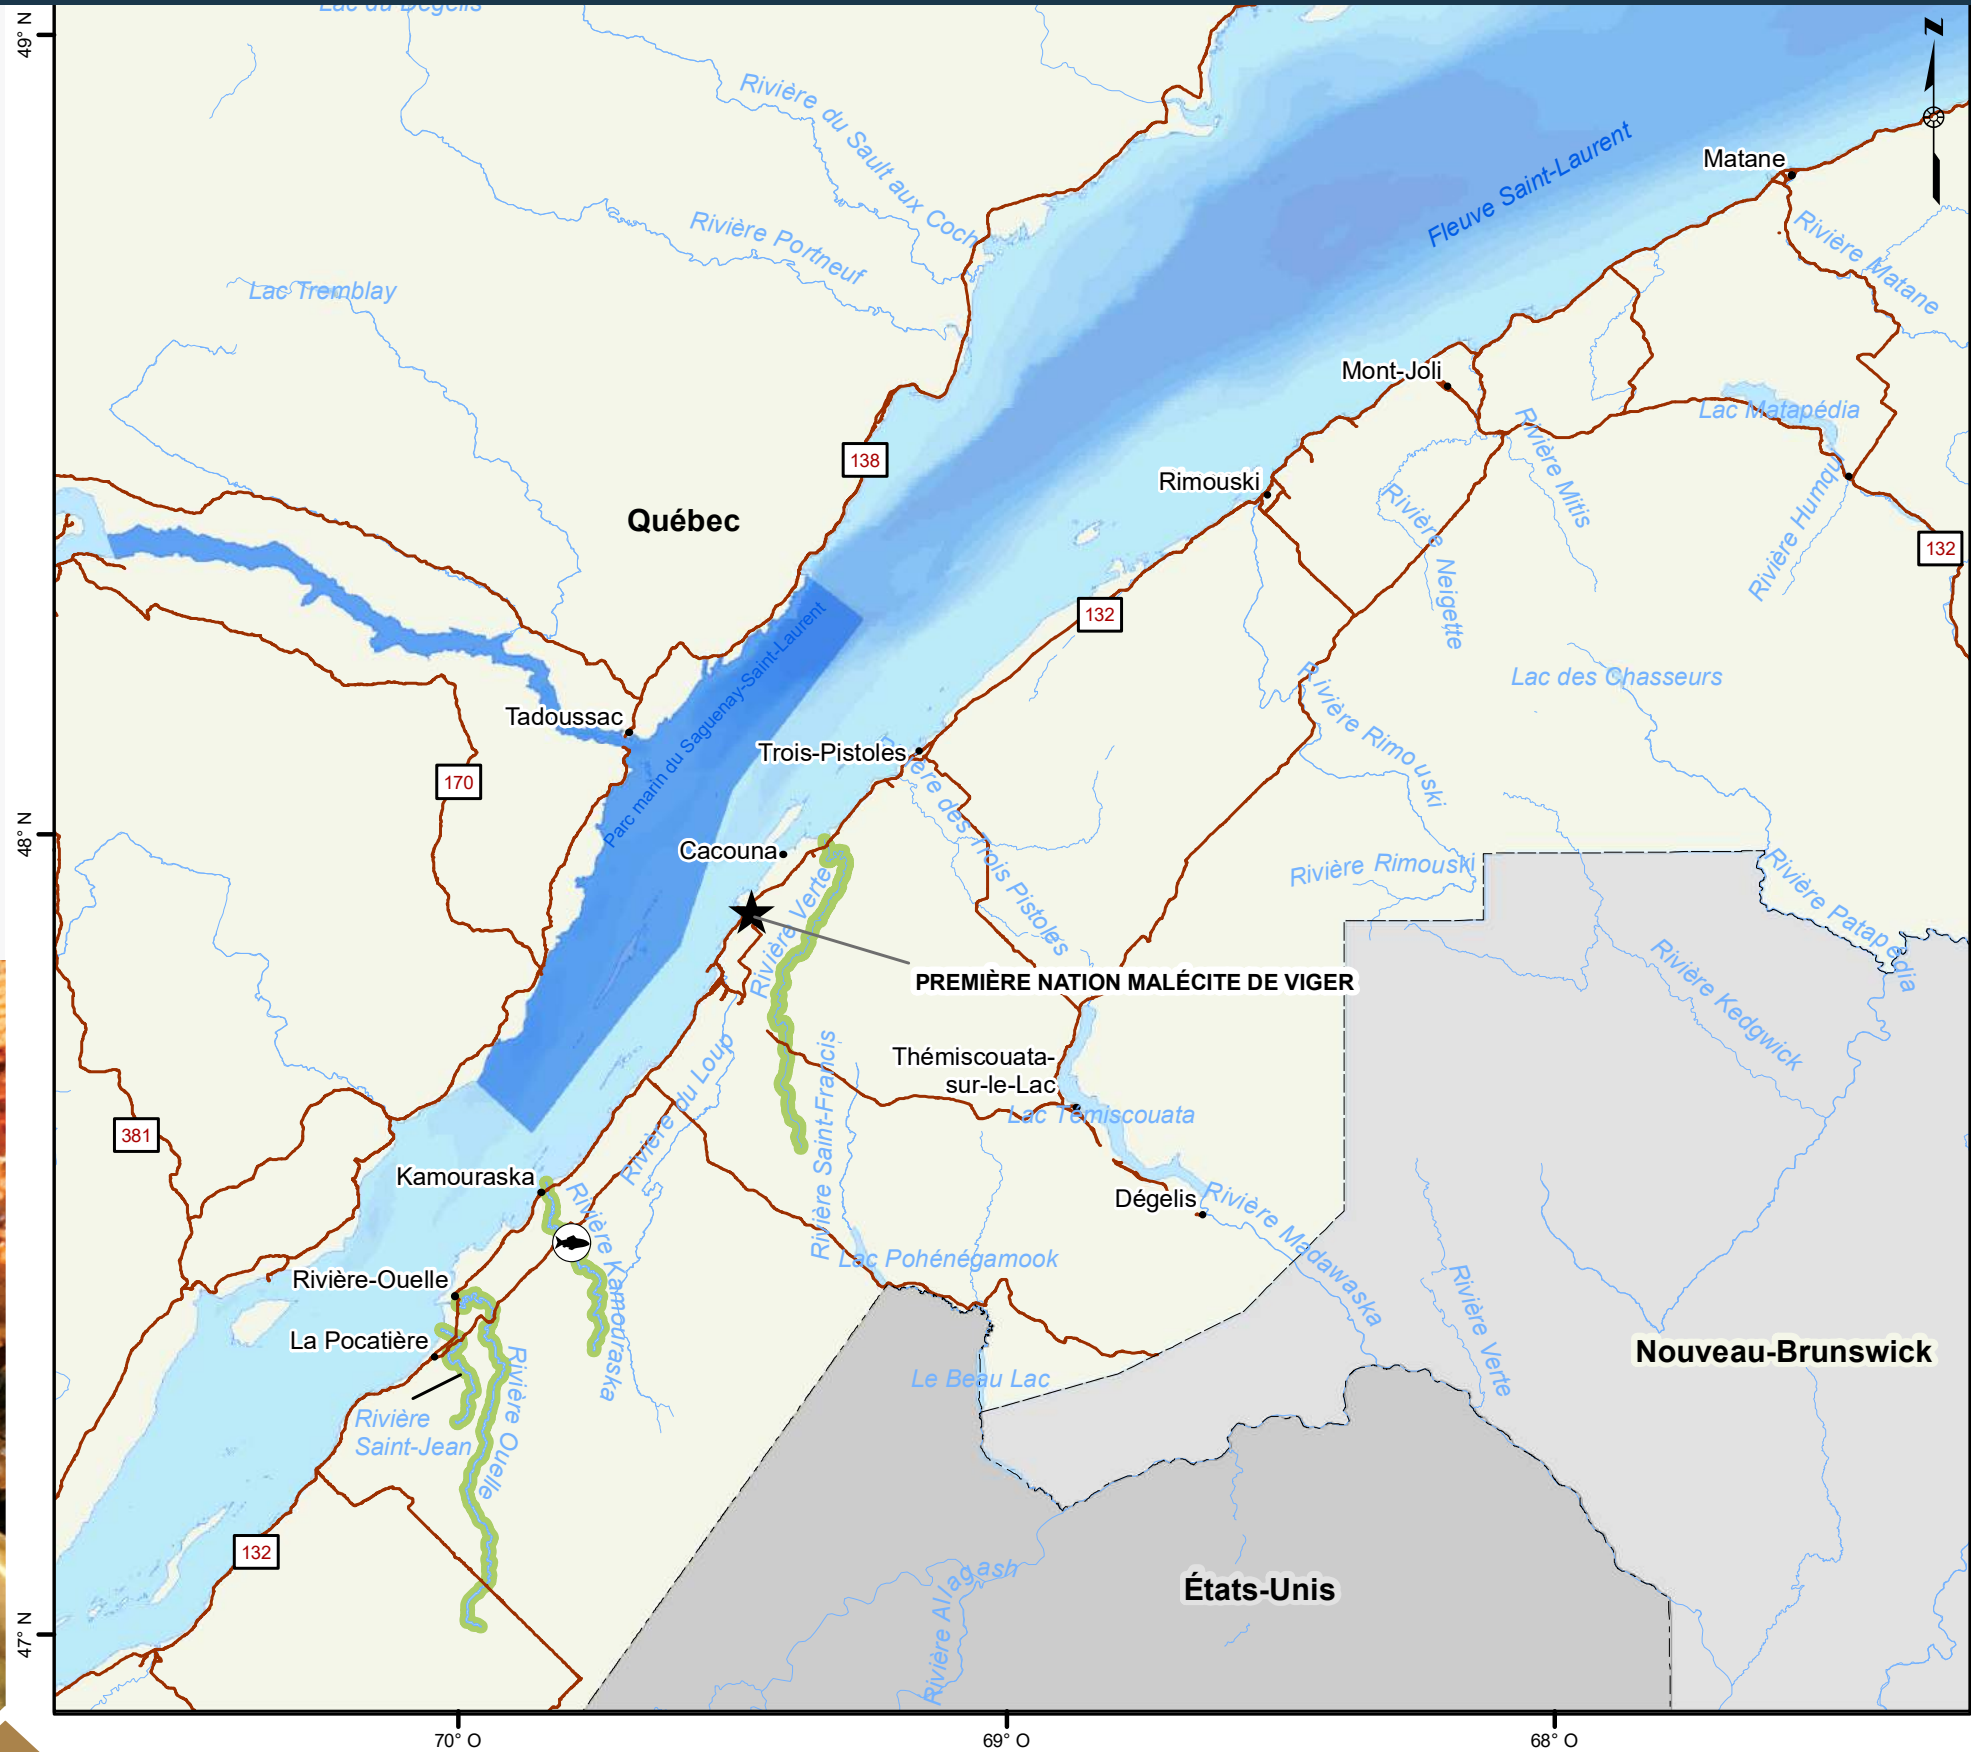 Lac du Dégelis
49° N
N
Rivière du Sault aux Coch
Matane
Fleuve Saint-Laurent
Rivière Portneuf
Rivière Matane
Lac Tremblay
Mont-Joli
Lac Matapédia
138
Rivière Mitis
Rimouski
Québec
Rivière Humqui
Rivière Neigette
132
132
Parc marin du Saguenay-Saint-Laurent
Lac des Chasseurs
Tadoussac
Trois-Pistoles
Rivière Rimouski
170
48° N
Cacouna
ère des Trois Pistoles
Rivière Rimouski
Rivière Verte
Rivière Patapédia
PREMIÈRE NATION MALÉCITE DE VIGER
Rivière Kedgwick
Thémiscouata-
sur-le-Lac
Rivière du Loup
Rivière Saint-Francis
Lac Témiscouata
381
Kamouraska
Dégelis
Rivière Madawaska
Rivière Kamouraska
Lac Pohénégamook
Rivière-Ouelle
La Pocatière
Rivière Verte
Nouveau-Brunswick
Le Beau Lac
Rivière
Saint-Jean
Rivière Ouelle
132
États-Unis
Rivière Allagash
47° N
70° O
69° O
68° O